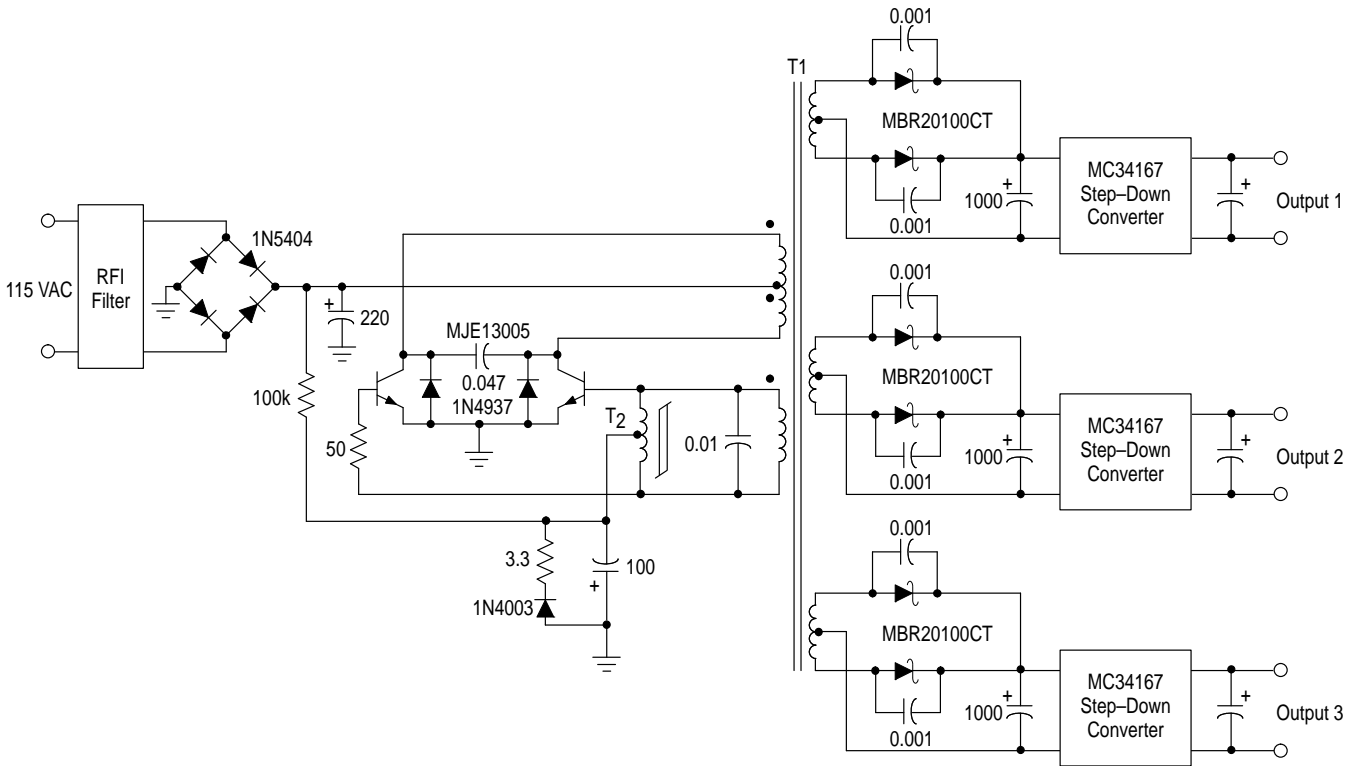 0.001
T1
MBR20100CT
MC34167
Step–Down
Converter
+
1000
+
Output 1
0.001
1N5404
115 VAC
RFI
Filter
+
220
MJE13005
0.047
1N4937
100k
50
T2
0.01
0.001
MBR20100CT
MC34167
Step–Down
Converter
+
1000
+
Output 2
0.001
3.3
100
+
1N4003
0.001
MBR20100CT
MC34167
Step–Down
Converter
+
1000
+
Output 3
0.001